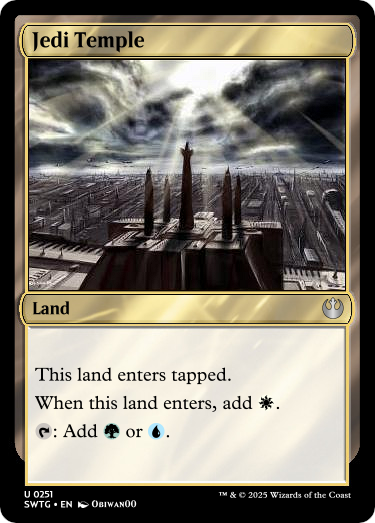 Jedi Temple
Land
This land enters tapped.
When this land enters, add .
: Add or .
U 0251
SWTG • EN Obiwan00
™ & © 2025 Wizards of the Coast